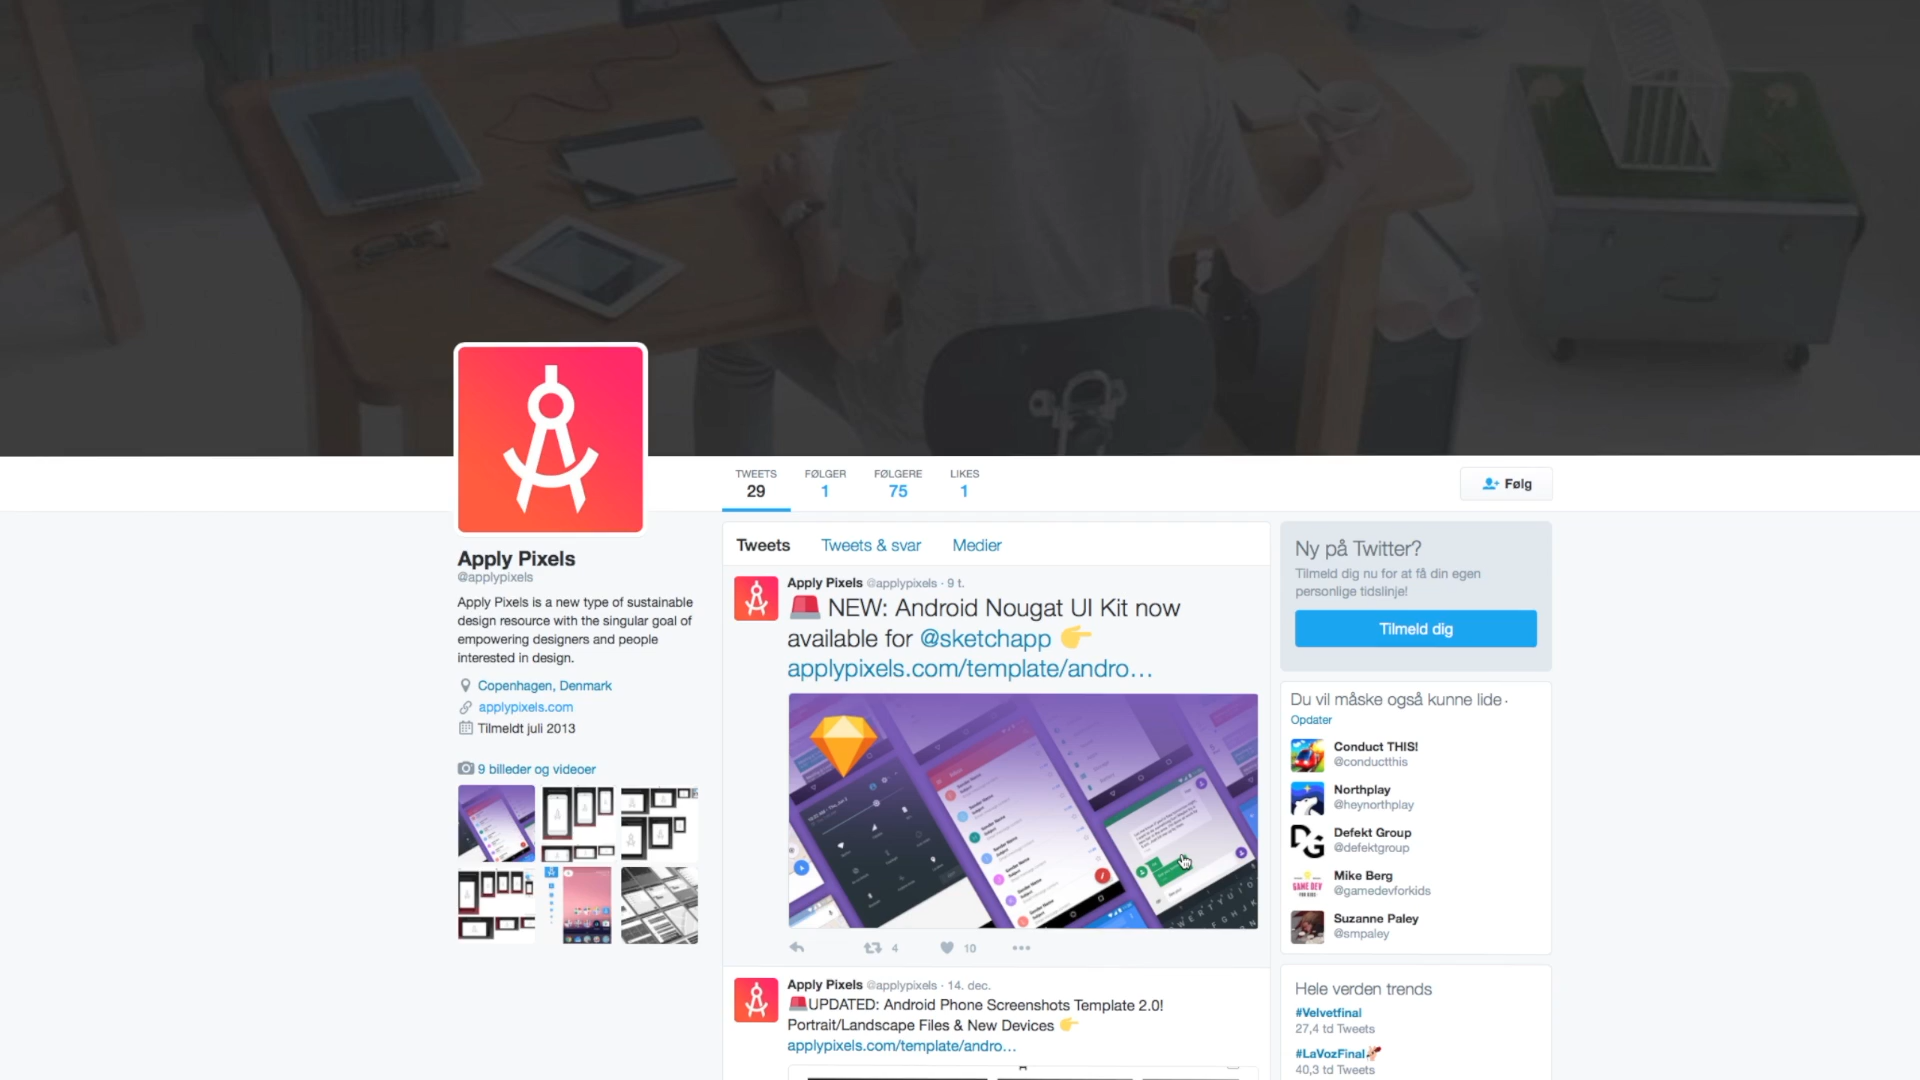 TWEETS
29
FØLGER
1
FØLGERE
75
LIKES
1
Følg
Apply Pixels
@applypixels
Apply Pixels is a new type of sustainable
design resource with the singular goal of
empowering designers and people
interested in design.
Copenhagen, Denmark
applypixels.com
Tilmeldt juli 2013
9 billeder og videoer
Tweets
Tweets & svar
Medier
Apply Pixels @applypixels · 9 t.
🚨 NEW: Android Nougat UI Kit now
available for @sketchapp 👉
applypixels.com/template/andro…
4
10
Apply Pixels @applypixels · 14. dec.
🚨UPDATED: Android Phone Screenshots Template 2.0!
Portrait/Landscape Files & New Devices 👉
applypixels.com/template/andro…
Ny på Twitter?
Tilmeld dig nu for at få din egen
personlige tidslinje!
Tilmeld dig
Du vil måske også kunne lide ·
Opdater
Conduct THIS!
@conductthis
Northplay
@heynorthplay
Defekt Group
@defektgroup
GAME DEV
FOR KIDS
Mike Berg
@gamedevforkids
Suzanne Paley
@smpaley
Hele verden trends
#Velvetfinal
27,4 td Tweets
#LaVozFinal
40,3 td Tweets